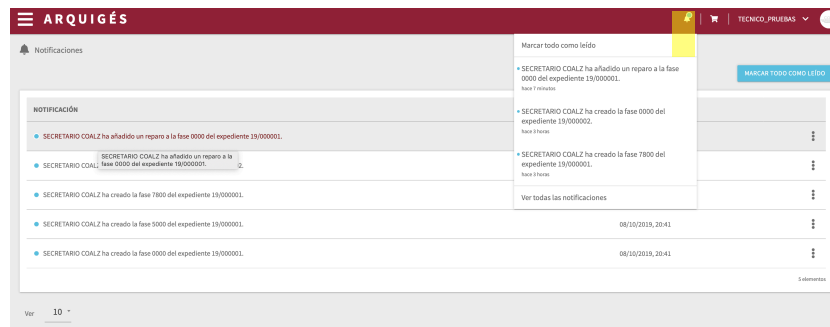 ARQUIGÉS
TECNICO_PRUEBAS
Notificaciones
Marcar todo como leído
MARCAR TODO COMO LEÍDO
SECRETARIO COALZ ha añadido un reparo a la fase
0000 del expediente 19/000001.
hace 7 minutos
SECRETARIO COALZ ha creado la fase 0000 del
expediente 19/000002.
hace 3 horas
SECRETARIO COALZ ha creado la fase 7800 del
expediente 19/000001.
hace 3 horas
Ver todas las notificaciones
NOTIFICACIÓN
SECRETARIO COALZ ha añadido un reparo a la fase 0000 del expediente 19/000001.
SECRETARIO COALZ ha añadido un reparo a la
fase 0000 del expediente 19/000001.
SECRETARIO COALZ 2.
SECRETARIO COALZ ha creado la fase 7800 del expediente 19/000001.
SECRETARIO COALZ ha creado la fase 5000 del expediente 19/000001. 08/10/2019, 20:41
SECRETARIO COALZ ha creado la fase 0000 del expediente 19/000001. 08/10/2019, 20:41
5 elementos
Ver 10